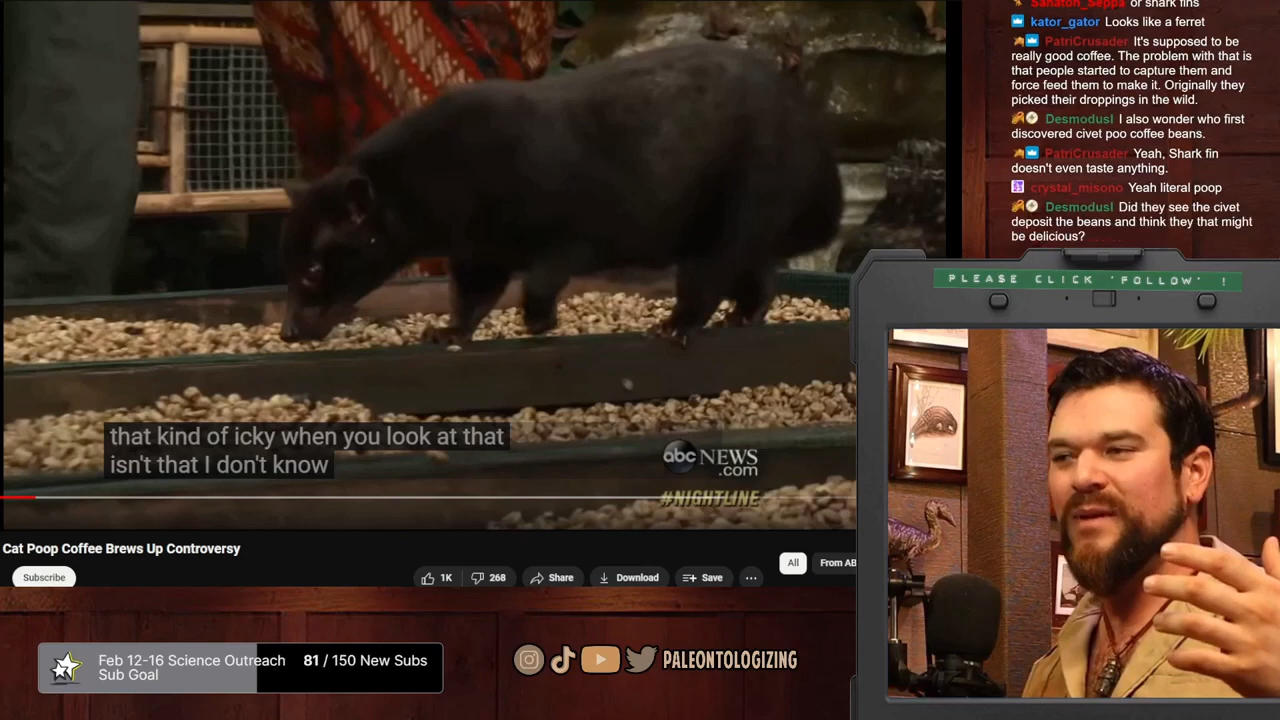 Sahaton_Seppa or shark fins
kator_gator Looks like a ferret
PatriCrusader It's supposed to be
really good coffee. The problem with that is
that people started to capture them and
force feed them to make it. Originally they
picked their droppings in the wild.
Desmodusl I also wonder who first
discovered civet poo coffee beans.
PatriCrusader Yeah, Shark fin
doesn't even taste anything.
crystal_misono Yeah literal poop
Desmodusl Did they see the civet
deposit the beans and think they that might
be delicious?
PLEASE CLICK 'FOLLOW' !
that kind of icky when you look at that
isn't that I don't know
abc NEWS
.com
#NIGHTLINE
Cat Poop Coffee Brews Up Controversy
Subscribe
1K
268
Share
Download
Save
...
All
From AB
Feb 12-16 Science Outreach 81 / 150 New Subs
Sub Goal
PALEONTOLOGIZING